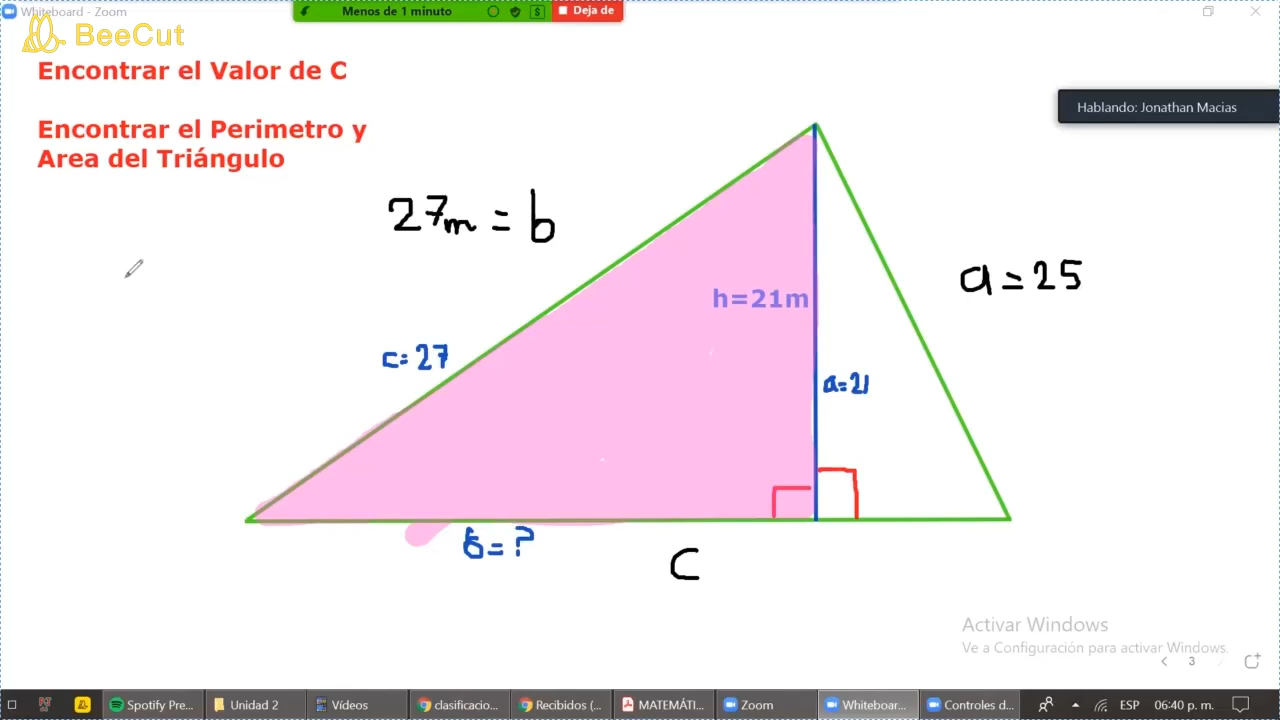 Whiteboard - Zoom
Menos de 1 minuto
Deja de
BeeCut
Encontrar el Valor de C
Hablando: Jonathan Macias
Encontrar el Perimetro y
Area del Triángulo
27m = b
a = 25
h=21m
c = 27
a = 21
b = ?
C
Activar Windows
Ve a Configuración para activar Windows.
3
Spotify Pre...
Unidad 2
Vídeos
clasificacio...
Recibidos (...
MATEMÁTI...
Zoom
Whiteboar...
Controles d...
ESP
06:40 p. m.